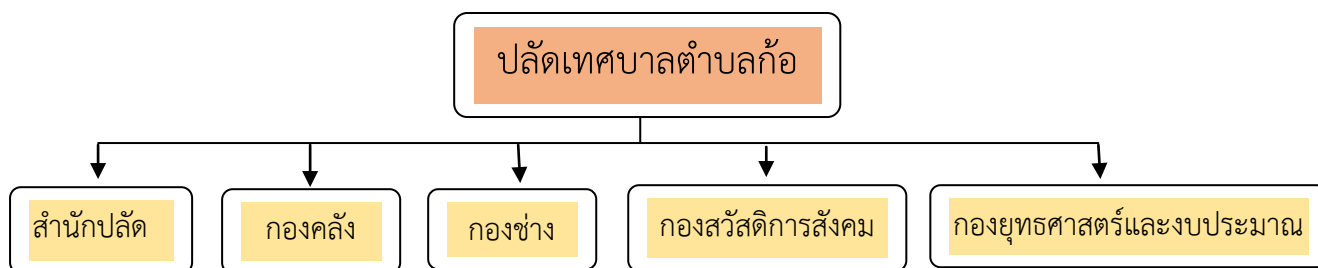 ปลัดเทศบาลตำบลก้อ
สำนักปลัด
กองคลัง
กองช่าง
กองสวัสดิการสังคม
กองยุทธศาสตร์และงบประมาณ